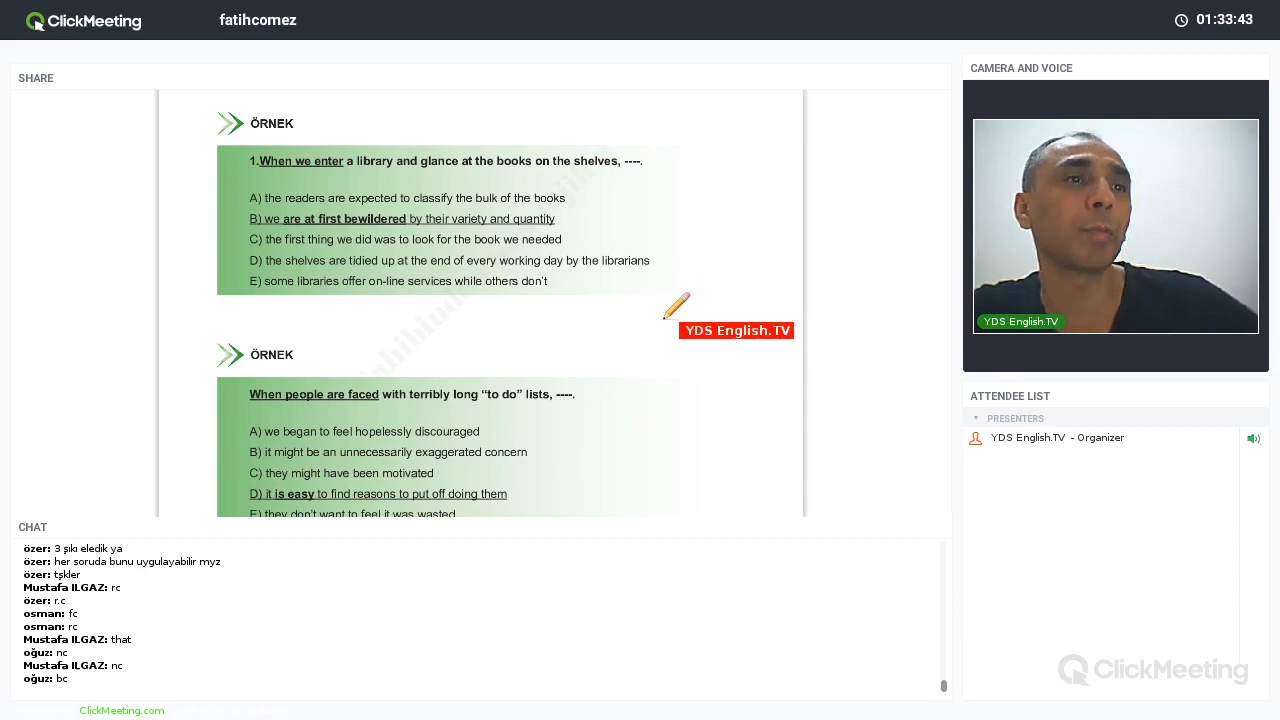 ClickMeeting
fatihcomez
01:33:43
SHARE
ÖRNEK
1.When we enter a library and glance at the books on the shelves, ----.
A) the readers are expected to classify the bulk of the books
B) we are at first bewildered by their variety and quantity
C) the first thing we did was to look for the book we needed
D) the shelves are tidied up at the end of every working day by the librarians
E) some libraries offer on-line services while others don't
YDS English.TV
ÖRNEK
When people are faced with terribly long “to do” lists, ----.
A) we began to feel hopelessly discouraged
B) it might be an unnecessarily exaggerated concern
C) they might have been motivated
D) it is easy to find reasons to put off doing them
E) they don't want to feel it was wasted
CHAT
özer: 3 şıkı eledik ya
özer: her soruda bunu uygulayabilir myz
özer: tşkler
Mustafa ILGAZ: rc
özer: r.c
osman: fc
osman: rc
Mustafa ILGAZ: that
oğuz: nc
Mustafa ILGAZ: nc
oğuz: bc
ClickMeeting.com
CAMERA AND VOICE
YDS English.TV
ATTENDEE LIST
PRESENTERS
YDS English.TV - Organizer
ClickMeeting